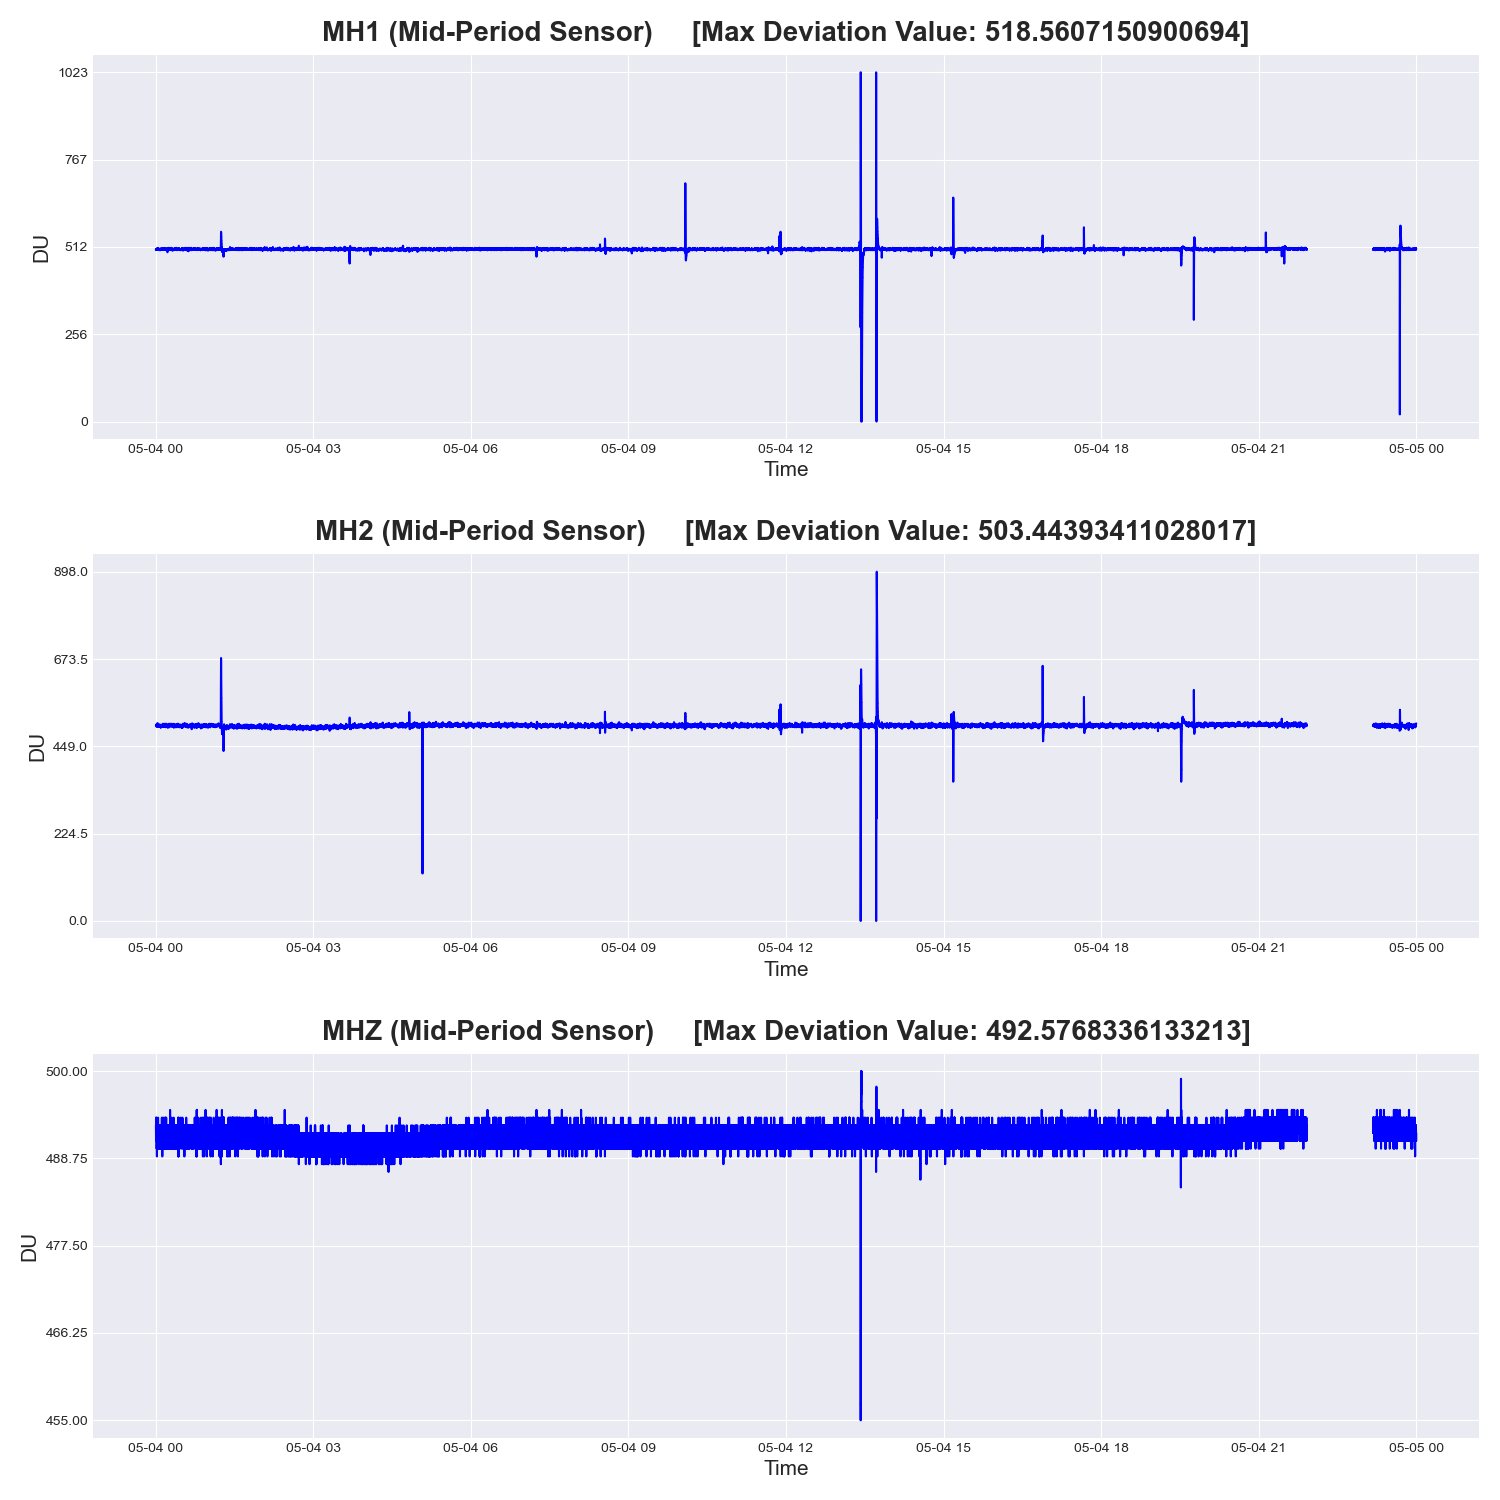 MH1 (Mid-Period Sensor) [Max Deviation Value: 518.5607150900694]
1023
767
512
256
0
DU
05-04 00 05-04 03 05-04 06 05-04 09 05-04 12 05-04 15 05-04 18 05-04 21 05-05 00
Time
MH2 (Mid-Period Sensor) [Max Deviation Value: 503.44393411028017]
898.0
673.5
449.0
224.5
0.0
DU
05-04 00 05-04 03 05-04 06 05-04 09 05-04 12 05-04 15 05-04 18 05-04 21 05-05 00
Time
MHZ (Mid-Period Sensor) [Max Deviation Value: 492.5768336133213]
500.00
488.75
477.50
466.25
455.00
DU
05-04 00 05-04 03 05-04 06 05-04 09 05-04 12 05-04 15 05-04 18 05-04 21 05-05 00
Time